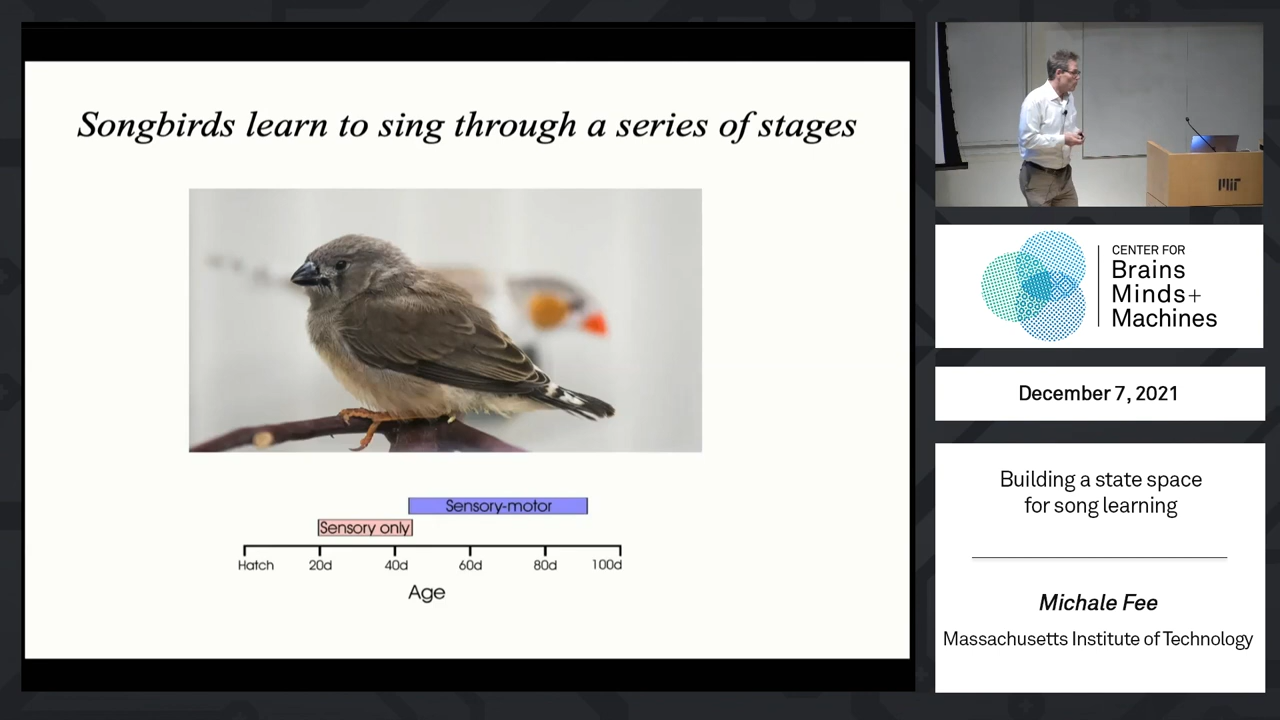 Songbirds learn to sing through a series of stages
Sensory-motor
Sensory only
Hatch 20d 40d 60d 80d 100d
Age
MIT
CENTER FOR
Brains
Minds+
Machines
December 7, 2021
Building a state space
for song learning
Michale Fee
Massachusetts Institute of Technology